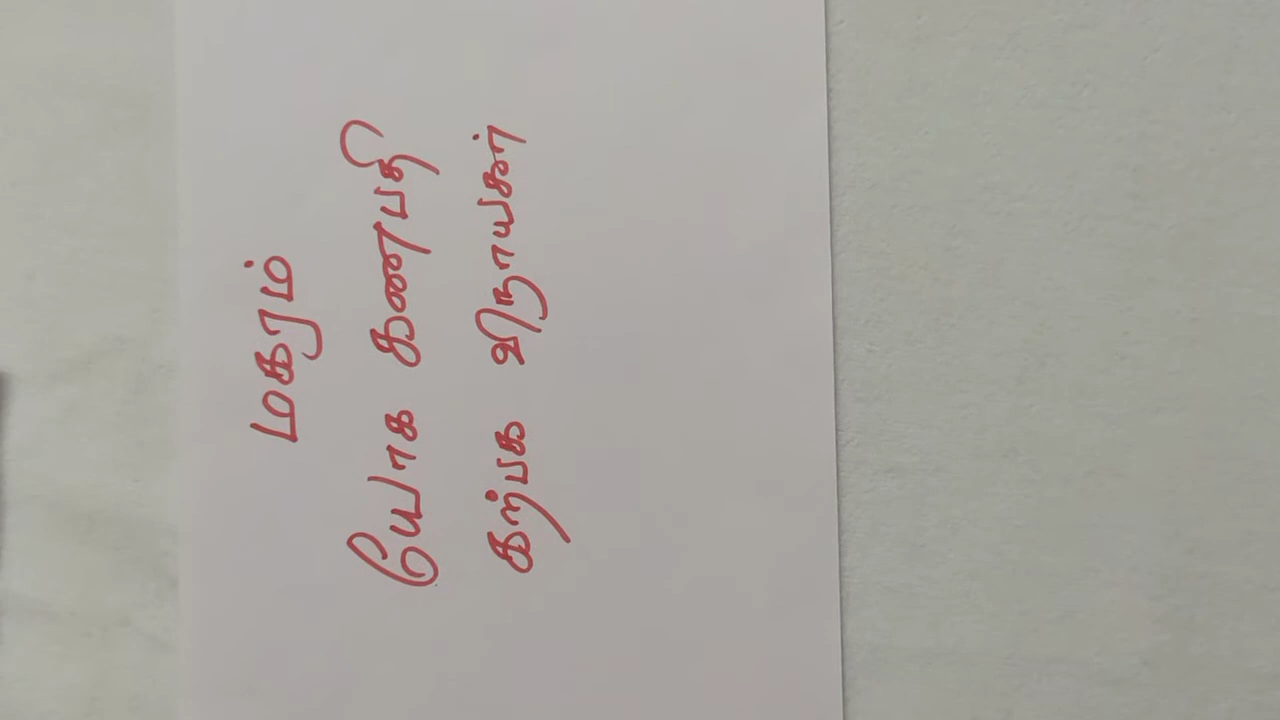 மகரம்
யோக கணபதி
கற்பக விநாயகர்